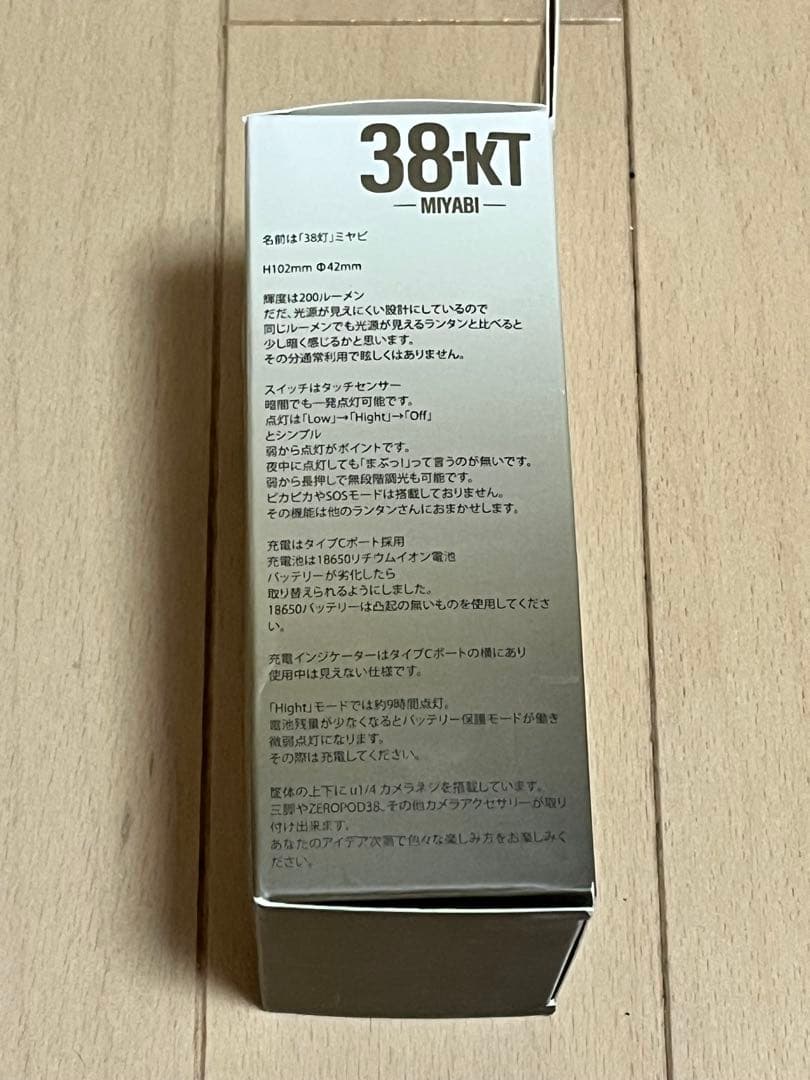 38-KT
MIYABI
名前は「38灯」ミヤビ
H102mm Φ42mm
輝度は200ルーメン
だだ、光源が見えにくい設計にしているので
同じルーメンでも光源が見えるランタンと比べると
少し暗く感じるかと思います。
その分通常利用で眩しくはありません。
スイッチはタッチセンサー
暗闇でも一発点灯可能です。
点灯は「Low」→「Hight」→「Off」
とシンプル
弱から点灯がポイントです。
夜中に点灯しても「まぶっ!」って言うのが無いです。
弱から長押しで無段階調光も可能です。
ピカピカやSOSモードは搭載しておりません。
その機能は他のランタンさんにおまかせします。
充電はタイプCポート採用
充電池は18650リチウムイオン電池
バッテリーが劣化したら
取り替えられるようにしました。
18650バッテリーは凸起の無いものを使用してくださ
い。
充電インジケーターはタイプCポートの横にあり
使用中は見えない仕様です。
「Hight」モードでは約9時間点灯。
電池残量が少なくなるとバッテリー保護モードが働き
微弱点灯になります。
その際は充電してください。
筐体の上下に u1/4 カメラネジを搭載しています。
三脚やZEROPOD38、その他カメラアクセサリーが取り
付け出来ます。
あなたのアイデア次第で色々な楽しみ方をお楽しみく
ださい。